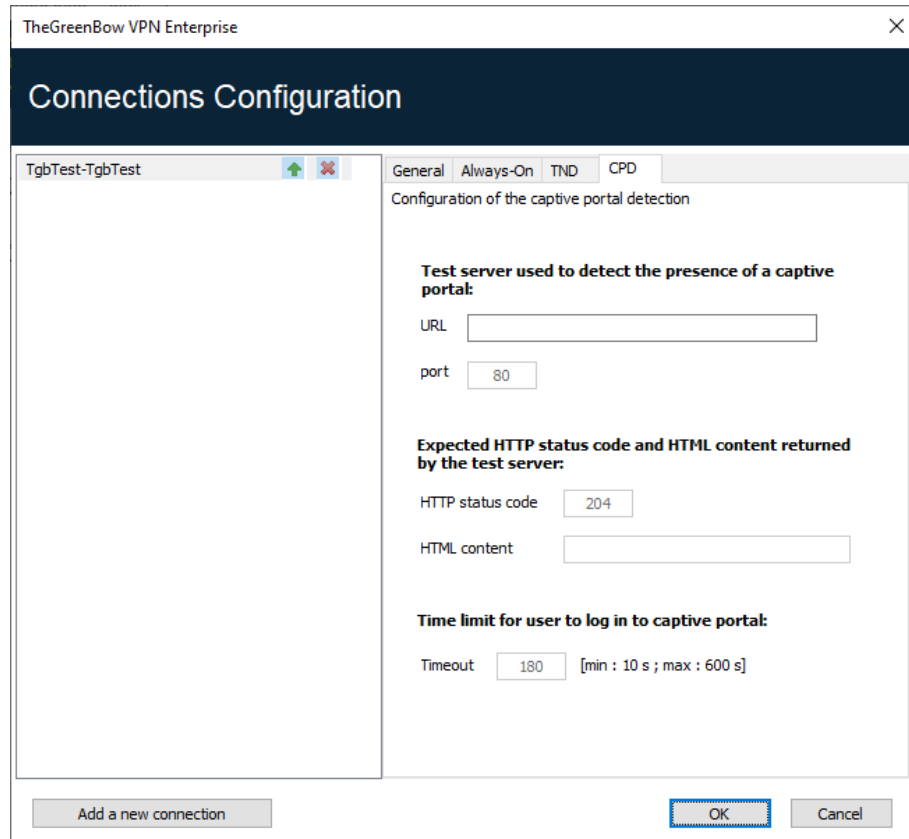 TheGreenBow VPN Enterprise
Connections Configuration
TgbTest-TgbTest
General Always-On TND CPD
Configuration of the captive portal detection
Test server used to detect the presence of a captive
portal:
URL
port 80
Expected HTTP status code and HTML content returned
by the test server:
HTTP status code 204
HTML content
Time limit for user to log in to captive portal:
Timeout 180 [min : 10 s ; max : 600 s]
Add a new connection OK Cancel